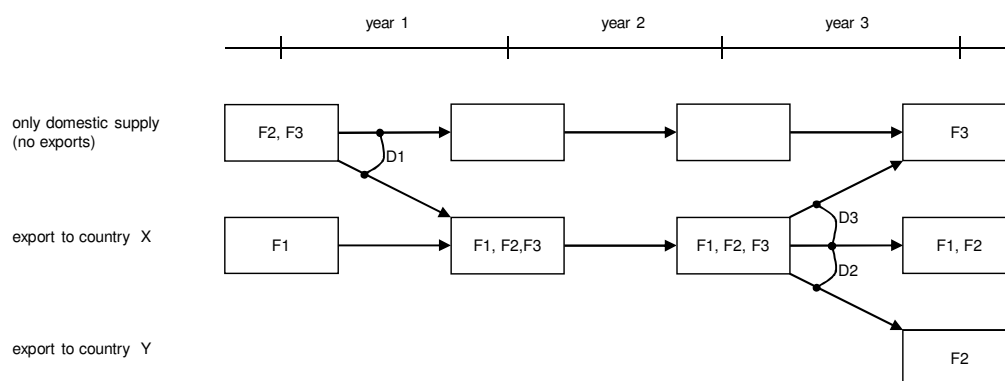 year 1
year 2
year 3
only domestic supply
(no exports)
F2, F3
F3
D1
export to country X
F1
F1, F2,F3
F1, F2, F3
D3
F1, F2
D2
export to country Y
F2